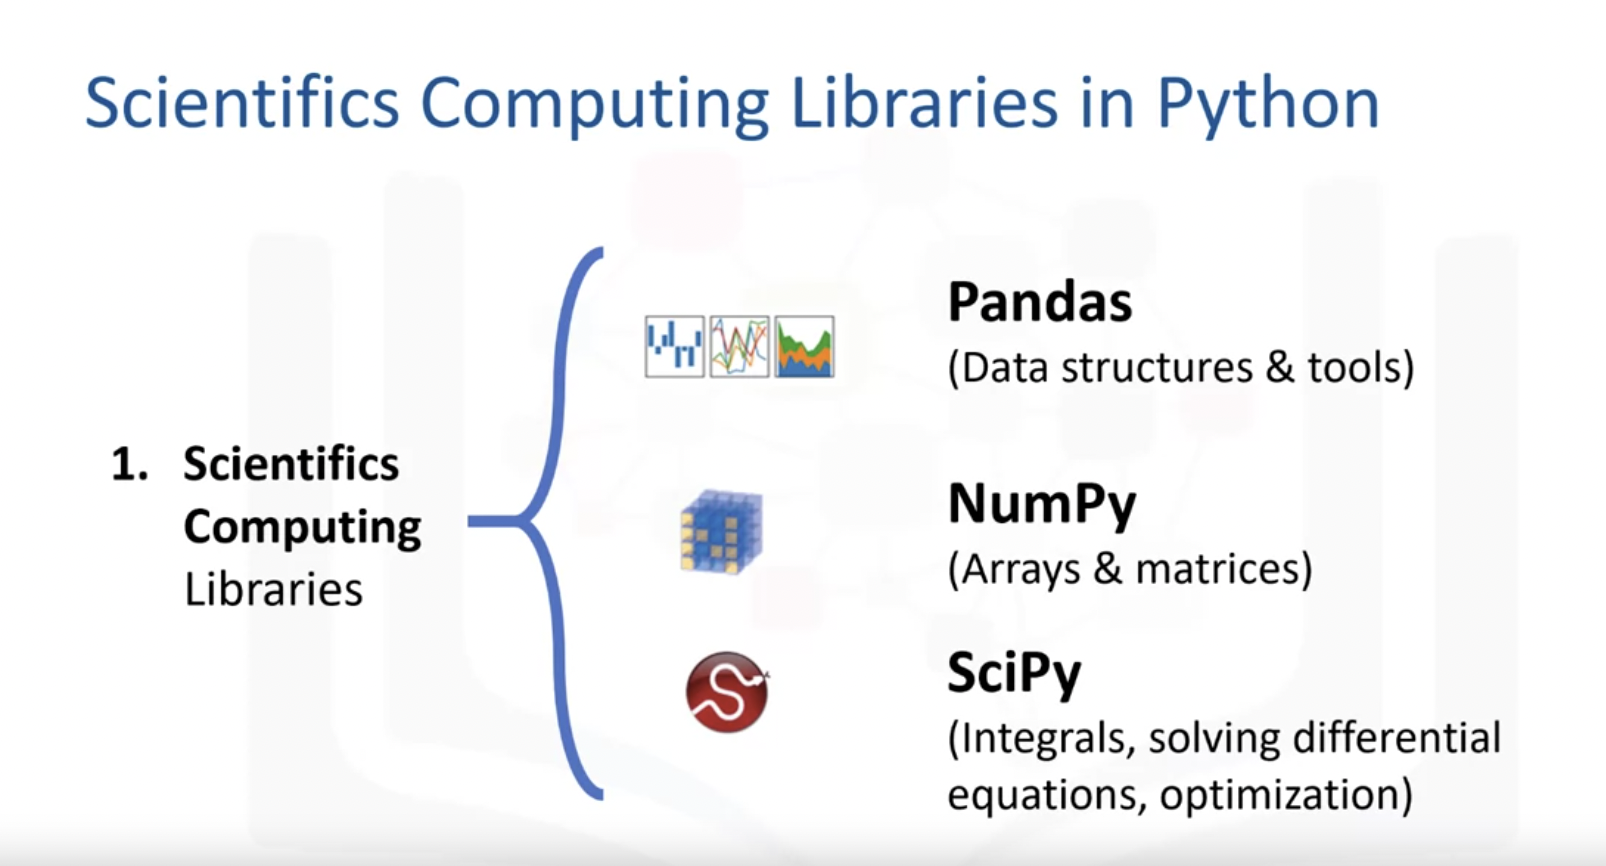 Scientifics Computing Libraries in Python
1. Scientifics
Computing
Libraries
Pandas
(Data structures & tools)
NumPy
(Arrays & matrices)
SciPy
(Integrals, solving differential
equations, optimization)